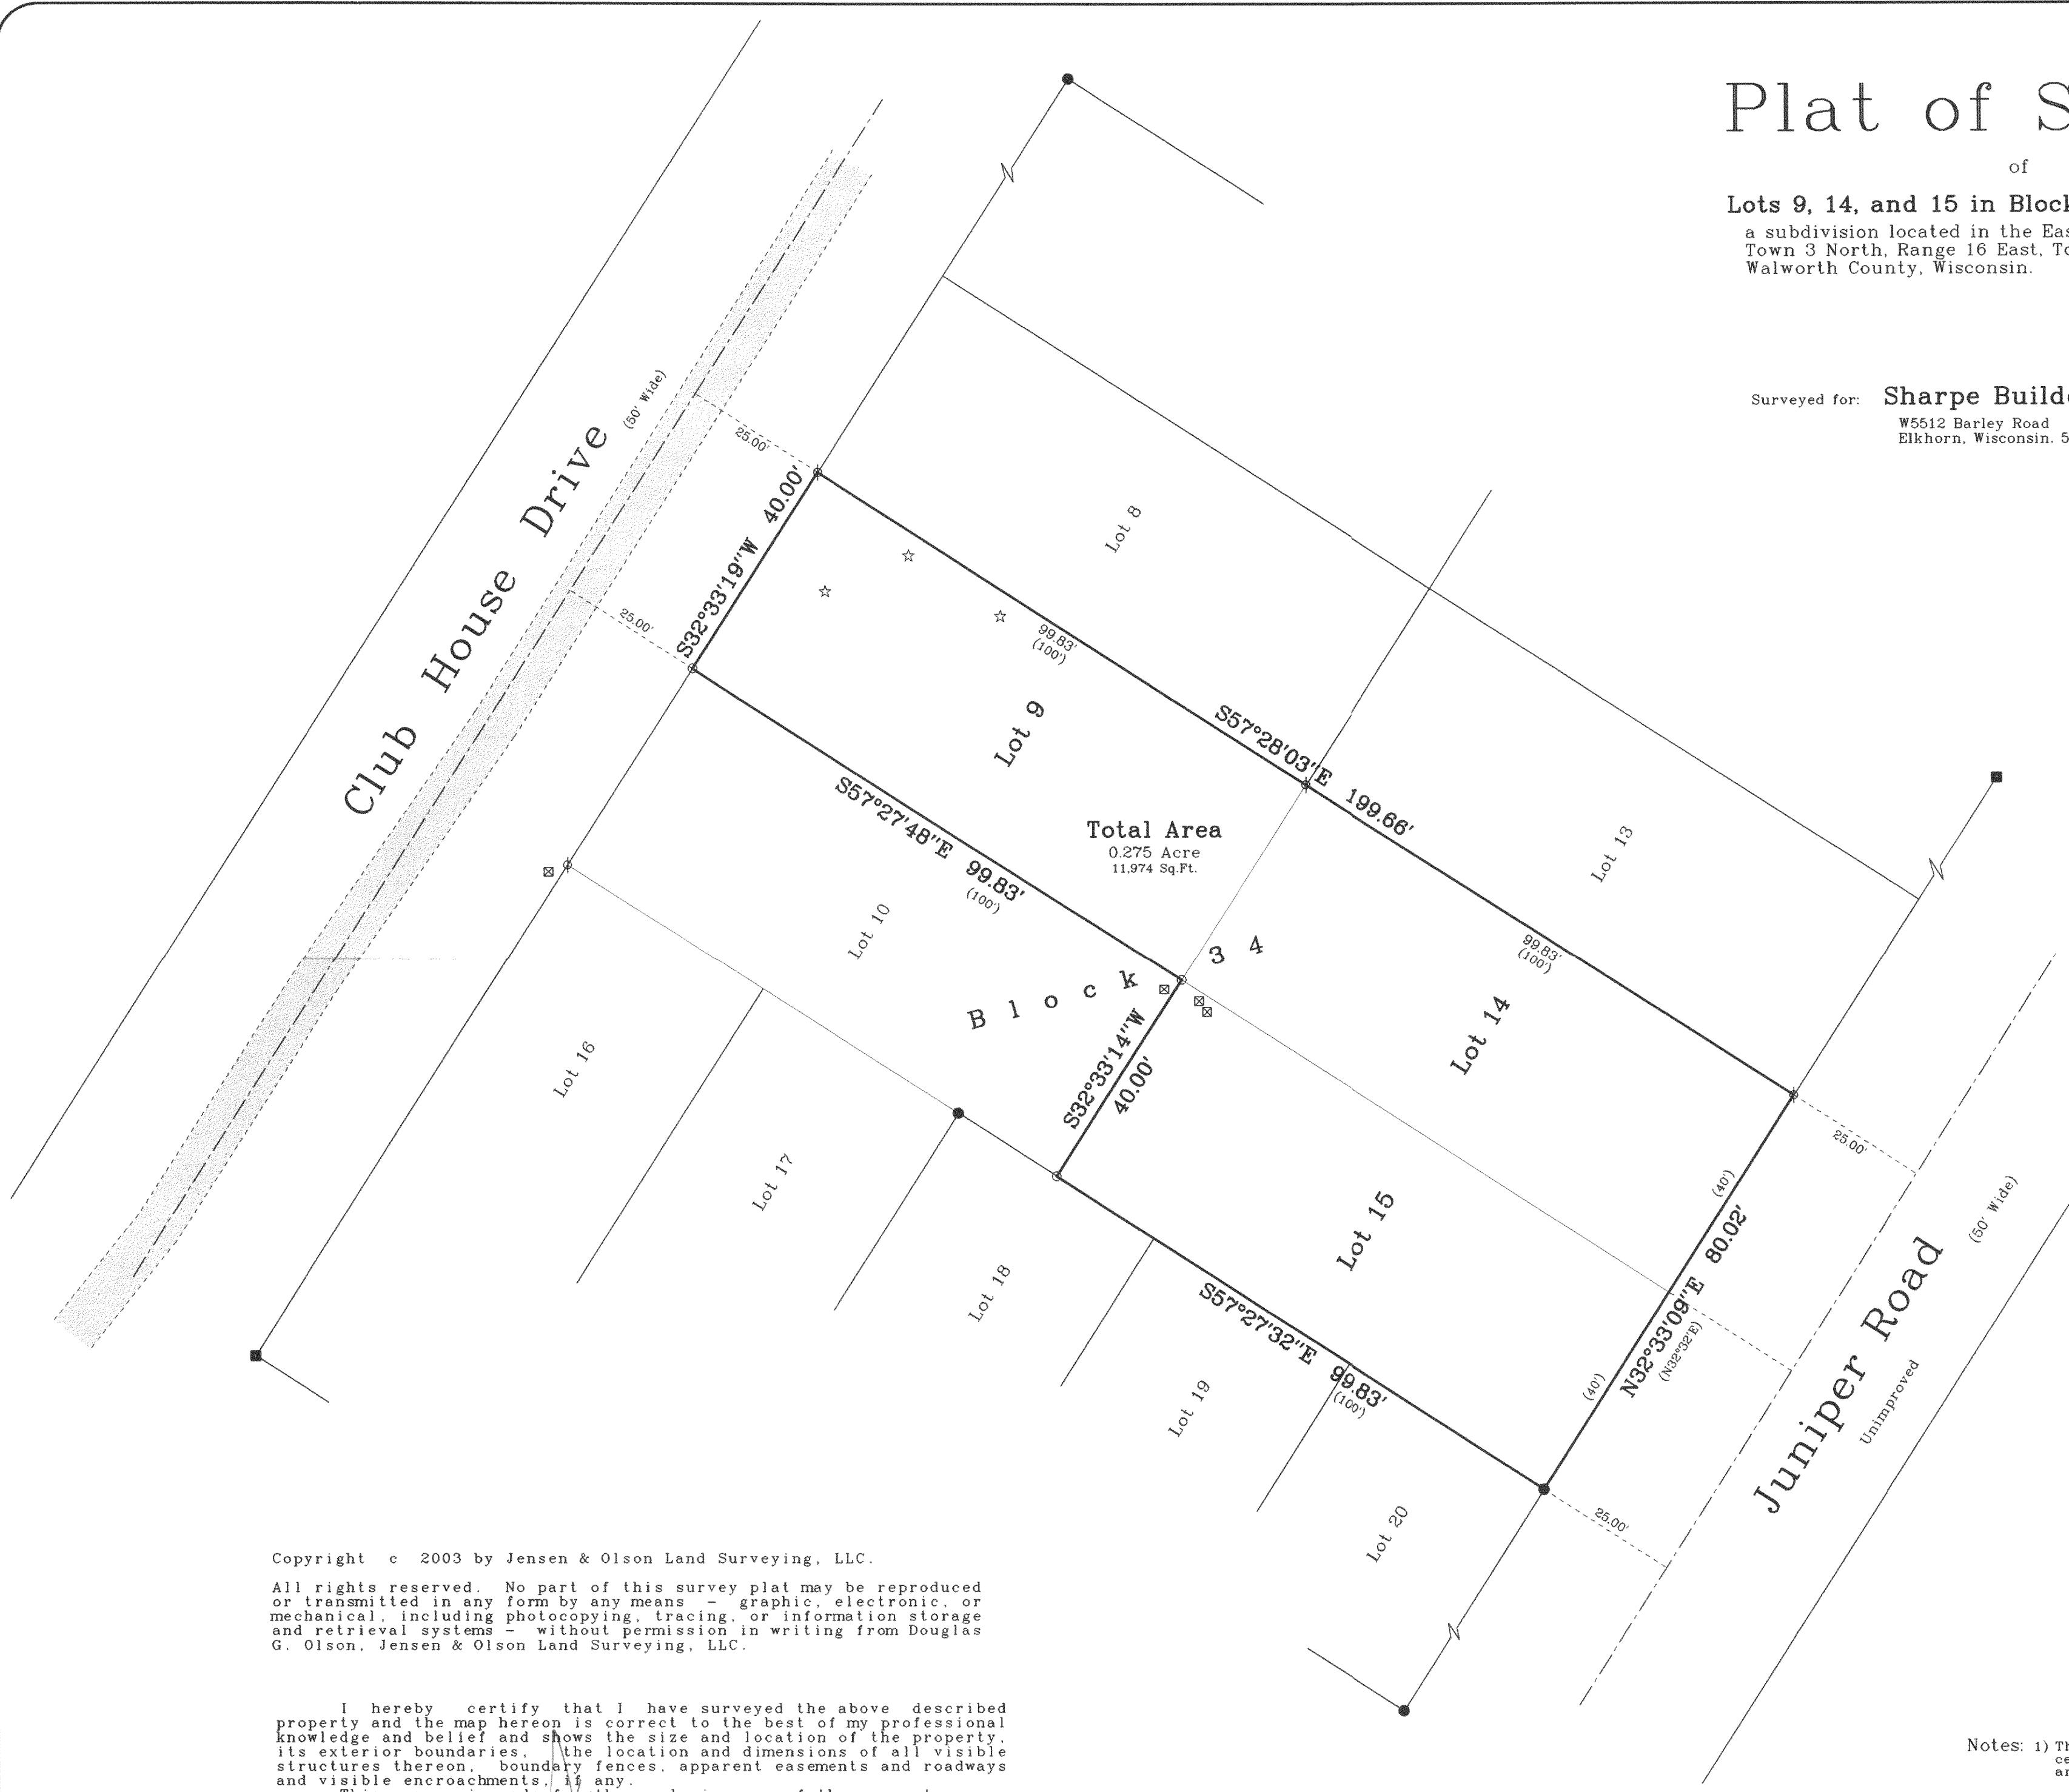 Plat of S
of
Lots 9, 14, and 15 in Block
a subdivision located in the Eas
Town 3 North, Range 16 East, To
Walworth County, Wisconsin.
Surveyed for: Sharpe Builde
W5512 Barley Road
Elkhorn, Wisconsin. 5
Club House Drive
(50' Wide)
25.00'
25.00'
S32°33'19"W 40.00'
Lot 8
99.83'
(100')
Lot 9
S57°28'03"E 199.66'
S57°27'48"E 99.83'
(100')
Total Area
0.275 Acre
11,974 Sq.Ft.
Lot 13
Lot 10
Block 34
99.83'
(100')
Lot 14
S32°33'14"W
40.00'
Lot 16
Lot 17
Lot 18
Lot 15
25.00'
(40')
N32°33'09"E 80.02'
(N32°32'E)
(40')
S57°27'32"E 99.83'
(100')
Lot 19
Lot 20
25.00'
Juniper Road
(50' Wide)
Unimproved
Copyright c 2003 by Jensen & Olson Land Surveying, LLC.
All rights reserved. No part of this survey plat may be reproduced
or transmitted in any form by any means - graphic, electronic, or
mechanical, including photocopying, tracing, or information storage
and retrieval systems - without permission in writing from Douglas
G. Olson, Jensen & Olson Land Surveying, LLC.
I hereby certify that I have surveyed the above described
property and the map hereon is correct to the best of my professional
knowledge and belief and shows the size and location of the property,
its exterior boundaries, the location and dimensions of all visible
structures thereon, boundary fences, apparent easements and roadways
and visible encroachments, if any.
Notes: 1) Th
ce
an